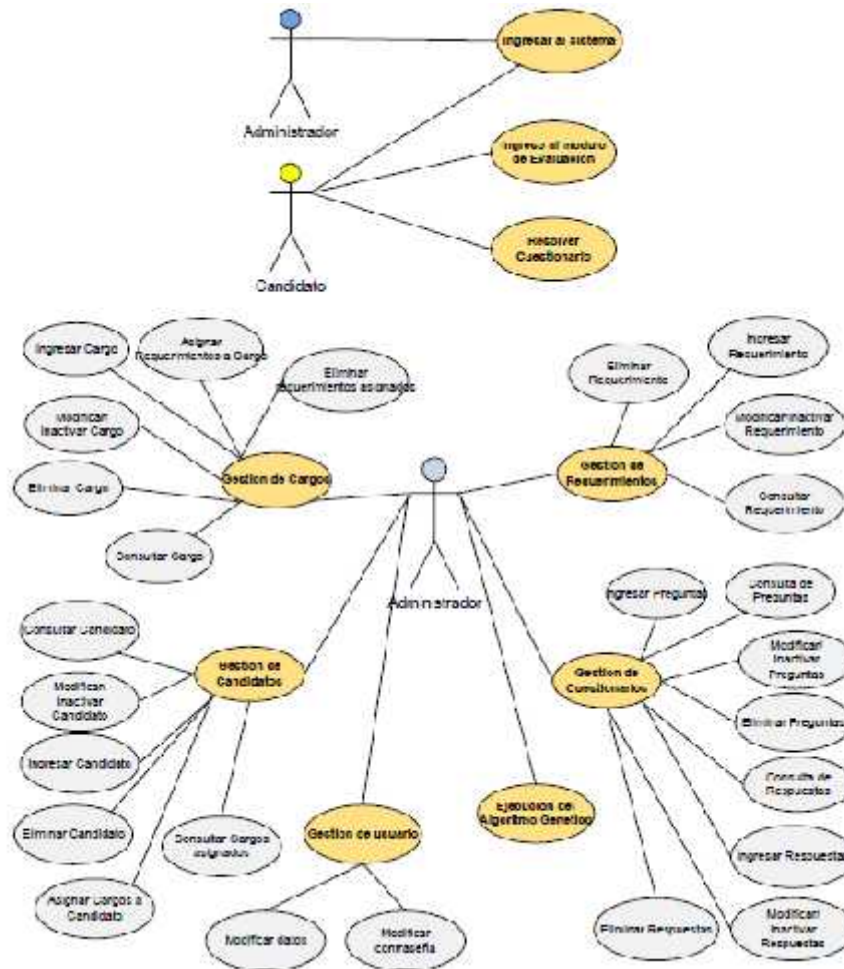 Ingresar al sistema
Administrador
Ingreso al modulo
de Evaluacion
Resolver
Cuestionario
Candidato
Ingresar Cargo
Asignar
Requerimientos a Cargo
Eliminar
requerimientos asignados
Eliminar
Requerimiento
Ingresar
Requerimiento
Modificar/
Inactivar Cargo
Modificar/Inactivar
Requerimiento
Gestion de Cargos
Gestion de
Requerimientos
Eliminar Cargo
Consultar
Requerimiento
Consultar Cargo
Administrador
Ingresar Preguntas
Consulta de
Preguntas
Consultar Candidato
Gestion de
Candidatos
Gestion de
Cuestionarios
Modificar/
Inactivar
Preguntas
Modificar/
Inactivar
Candidato
Eliminar Preguntas
Ingresar Candidato
Consulta de
Respuestas
Eliminar Candidato
Consultar Cargos
asignados
Gestion de usuario
Ejecucion del
Algoritmo Genetico
Ingresar Respuestas
Asignar Cargos a
Candidato
Modificar datos
Modificar
contraseña
Eliminar Respuestas
Modificar/
Inactivar
Respuestas